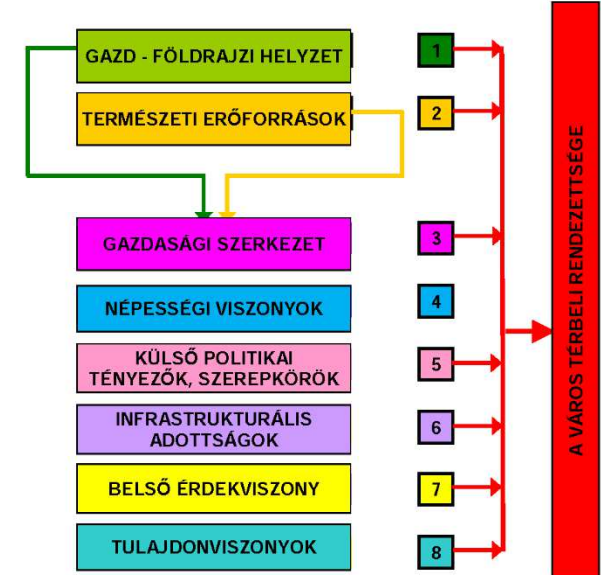 GAZD - FÖLDRAJZI HELYZET
1
TERMÉSZETI ERŐFORRÁSOK
2
GAZDASÁGI SZERKEZET
3
NÉPESSÉGI VISZONYOK
4
KÜLSŐ POLITIKAI
TÉNYEZŐK, SZEREPKÖRÖK
5
INFRASTRUKTURÁLIS
ADOTTSÁGOK
6
BELSŐ ÉRDEKVISZONY
7
TULAJDONVISZONYOK
8
A VÁROS TÉRBELI RENDEZETTSÉGE